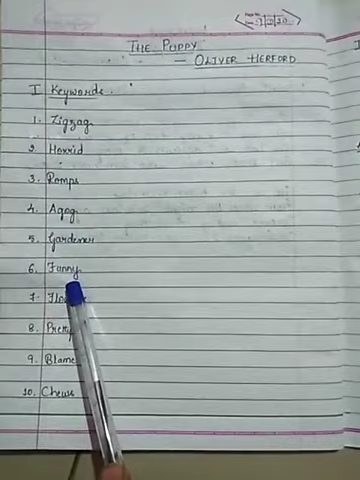 THE POPPY
— OLIVER HERFORD
I Keywords.
1. Zigzag
2 Horrid
3. Romps
4. Agog
5. Gardener
6. Funny
7.
8. Pretty
9. Blame
10. Chews